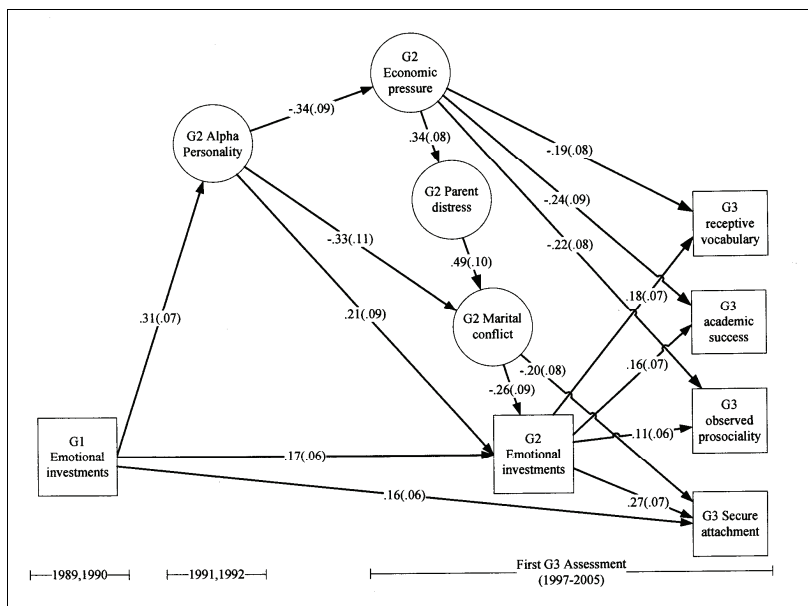 G2
Economic
pressure
-.34(.09)
G2 Alpha
Personality
.34(.08)
-.19(.08)
G2 Parent
distress
-.24(.09)
G3
receptive
vocabulary
-.33(.11)
-.22(.08)
.49(.10)
.31(.07)
.21(.09)
.18(.07)
G2 Marital
conflict
G3
academic
success
-.20(.08)
.16(.07)
-.26(.09)
G3
observed
prosociality
G1
Emotional
investments
.17(.06)
G2
Emotional
investments
.11(.06)
.16(.06)
.27(.07)
G3 Secure
attachment
1989,1990
1991,1992
First G3 Assessment
(1997-2005)